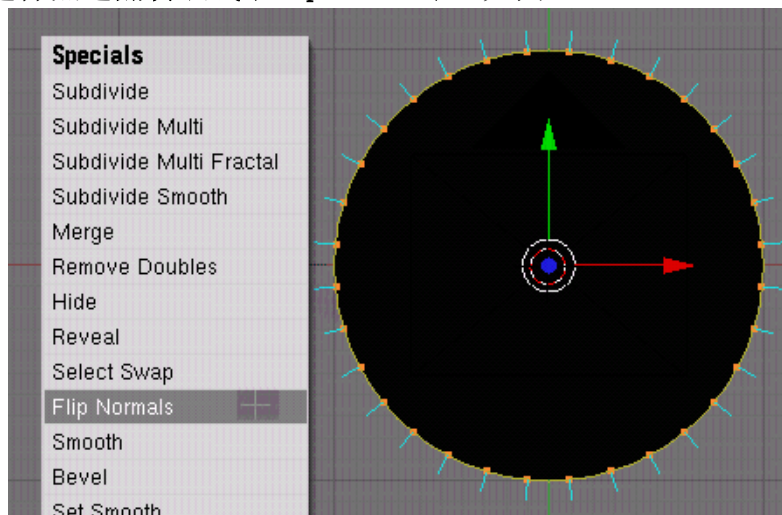 Specials
Subdivide
Subdivide Multi
Subdivide Multi Fractal
Subdivide Smooth
Merge
Remove Doubles
Hide
Reveal
Select Swap
Flip Normals
Smooth
Bevel
Set Smooth